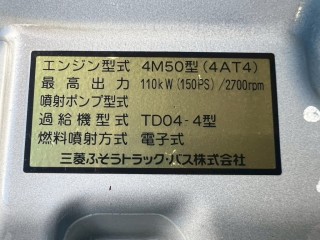 エンジン型式 4M50型(4AT4)
最高出力 110kW(150PS)/2700rpm
噴射ポンプ型式
過給機型式 TD04-4型
燃料噴射方式 電子式
三菱ふそうトラック・バス株式会社